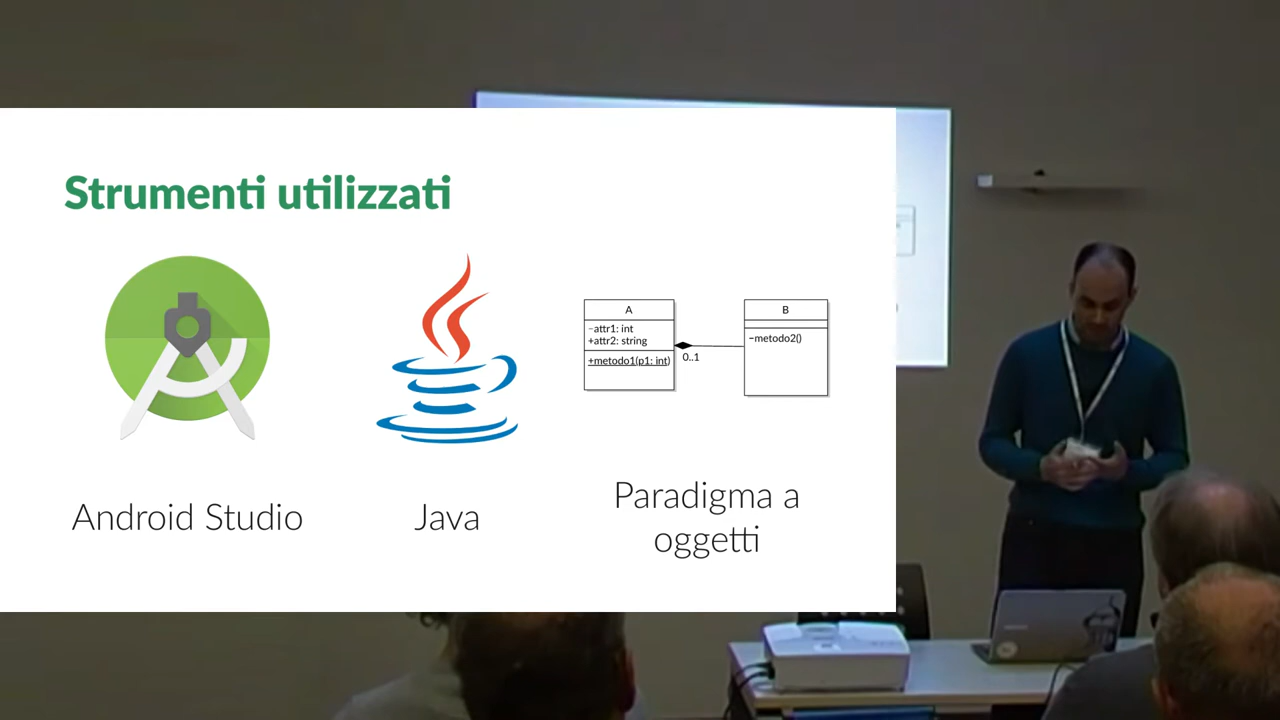 Strumenti utilizzati
A
−attr1: int
+attr2: string
+metodo1(p1: int)
0..1
B
−metodo2()
Android Studio
Java
Paradigma a
oggetti